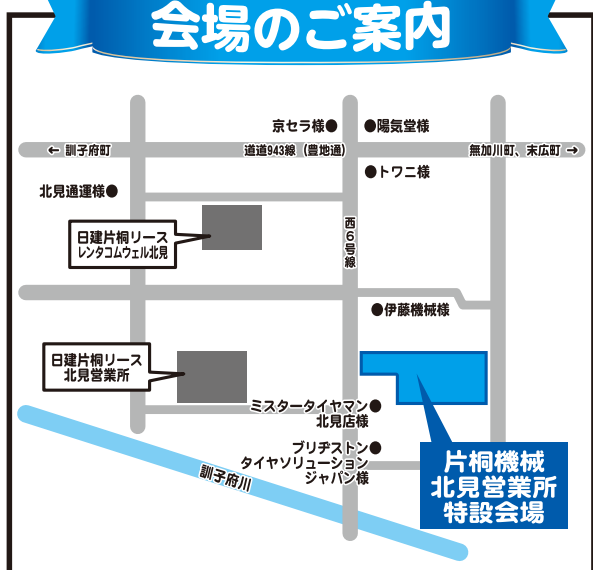 会場のご案内
京セラ様●
●陽気堂様
← 訓子府町
道道943線（豊地通）
無加川町、末広町 →
●トワニ様
北見通運様●
日建片桐リース
レンタコムウェル北見
西6号線
●伊藤機械様
日建片桐リース
北見営業所
ミスタータイヤマン●
北見店様
ブリヂストン●
タイヤソリューション
ジャパン様
訓子府川
片桐機械
北見営業所
特設会場